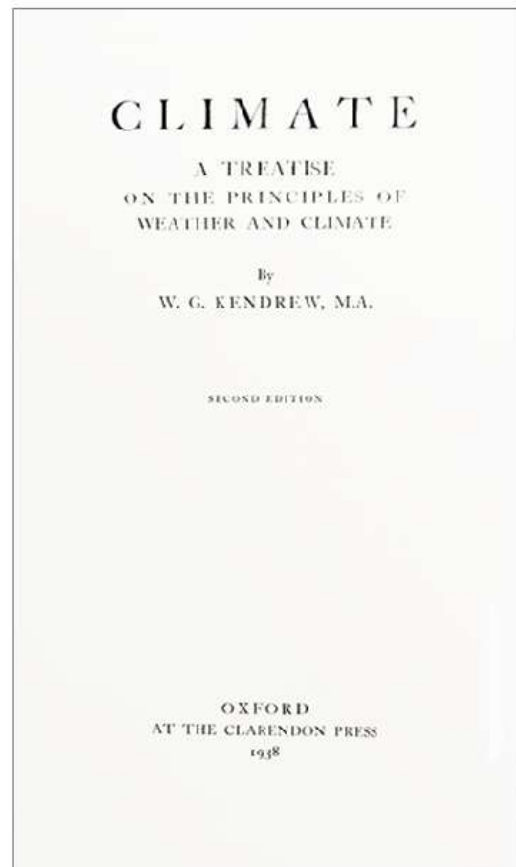 CLIMATE
A TREATISE
ON THE PRINCIPLES OF
WEATHER AND CLIMATE
By
W. G. KENDREW, M.A.
SECOND EDITION
OXFORD
AT THE CLARENDON PRESS
1938